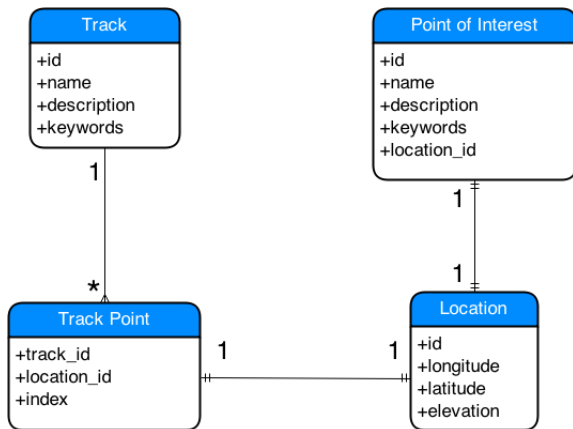 Track
+id
+name
+description
+keywords
Point of Interest
+id
+name
+description
+keywords
+location_id
1
1
*
1
Track Point
+track_id
+location_id
+index
1
1
Location
+id
+longitude
+latitude
+elevation